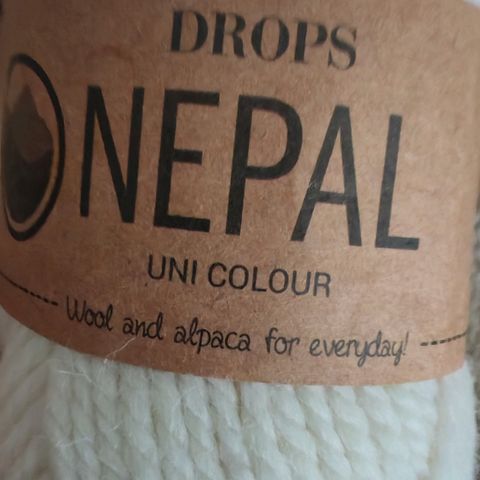 DROPS
NEPAL
UNI COLOUR
Wool and alpaca for everyday!